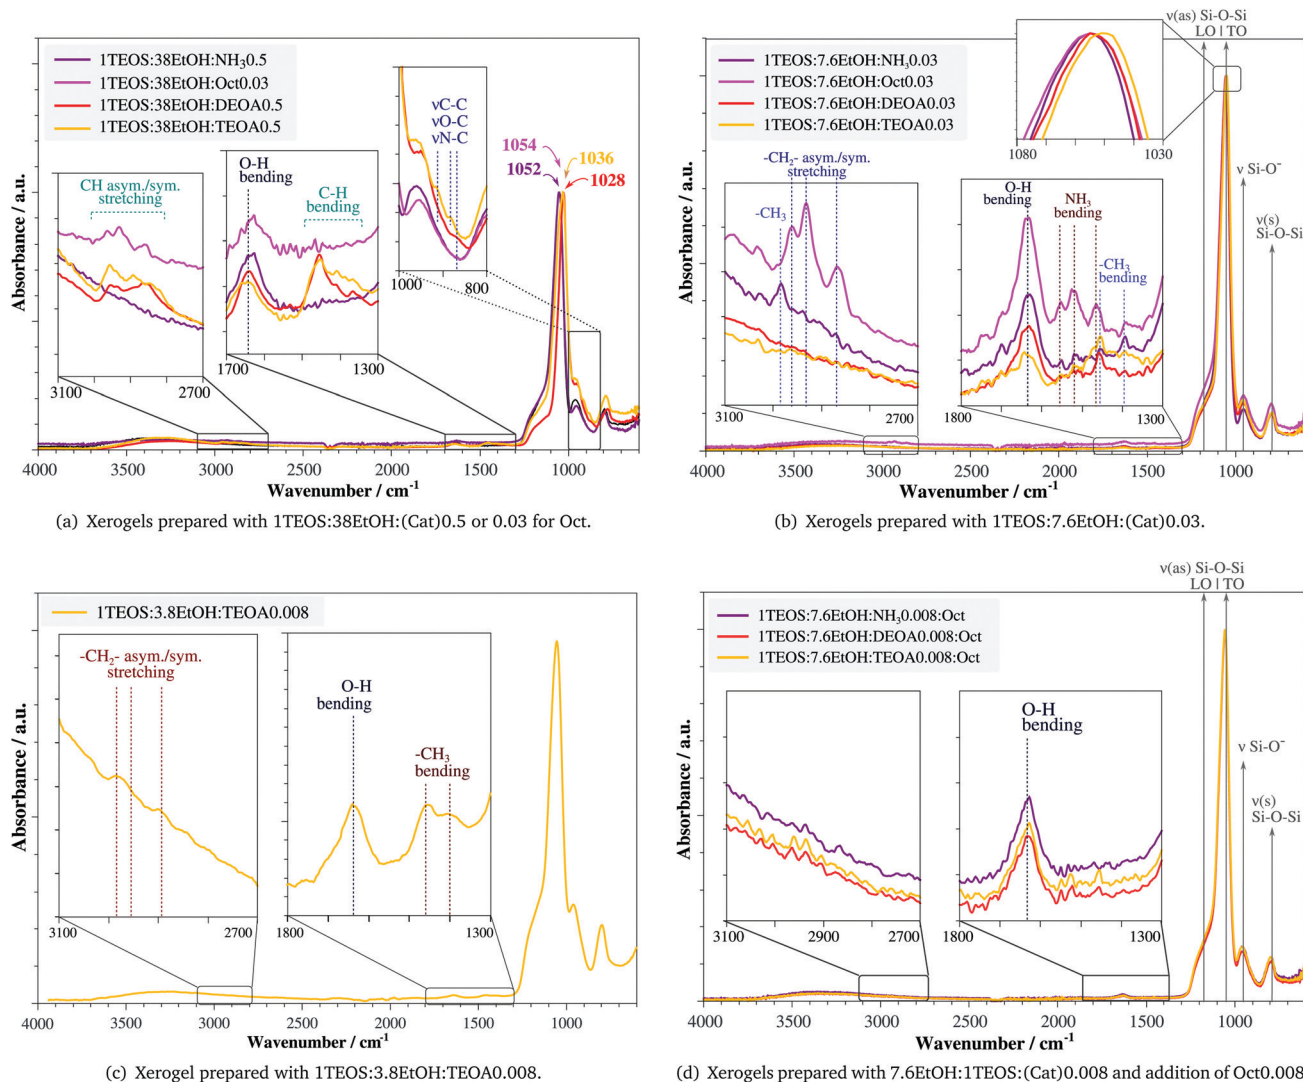 1TEOS:38EtOH:NH₃0.5
1TEOS:38EtOH:Oct0.03
1TEOS:38EtOH:DEOA0.5
1TEOS:38EtOH:TEOA0.5
CH asym./sym.
stretching
3100
2700
O-H
bending
C-H
bending
1700
1300
νC-C
νO-C
νN-C
1000
800
1054
1052
1036
1028
Absorbance / a.u.
4000
3500
3000
2500
2000
1500
1000
Wavenumber / cm⁻¹
(a) Xerogels prepared with 1TEOS:38EtOH:(Cat)0.5 or 0.03 for Oct.
ν(as) Si-O-Si
LO | TO
1TEOS:7.6EtOH:NH₃0.03
1TEOS:7.6EtOH:Oct0.03
1TEOS:7.6EtOH:DEOA0.03
1TEOS:7.6EtOH:TEOA0.03
1080
1030
-CH₂- asym./sym.
stretching
-CH₃
3100
2700
O-H
bending
NH₃
bending
-CH₃
bending
1800
1300
ν Si-O⁻
ν(s)
Si-O-Si
Absorbance / a.u.
4000
3500
3000
2500
2000
1500
1000
Wavenumber / cm⁻¹
(b) Xerogels prepared with 1TEOS:7.6EtOH:(Cat)0.03.
1TEOS:3.8EtOH:TEOA0.008
-CH₂- asym./sym.
stretching
3100
2700
O-H
bending
-CH₃
bending
1800
1300
Absorbance / a.u.
4000
3500
3000
2500
2000
1500
1000
Wavenumber / cm⁻¹
(c) Xerogel prepared with 1TEOS:3.8EtOH:TEOA0.008.
ν(as) Si-O-Si
LO | TO
1TEOS:7.6EtOH:NH₃0.008:Oct
1TEOS:7.6EtOH:DEOA0.008:Oct
1TEOS:7.6EtOH:TEOA0.008:Oct
3100
2900
2700
O-H
bending
1800
1300
ν Si-O⁻
ν(s)
Si-O-Si
Absorbance / a.u.
4000
3500
3000
2500
2000
1500
1000
Wavenumber / cm⁻¹
(d) Xerogels prepared with 7.6EtOH:1TEOS:(Cat)0.008 and addition of Oct0.008